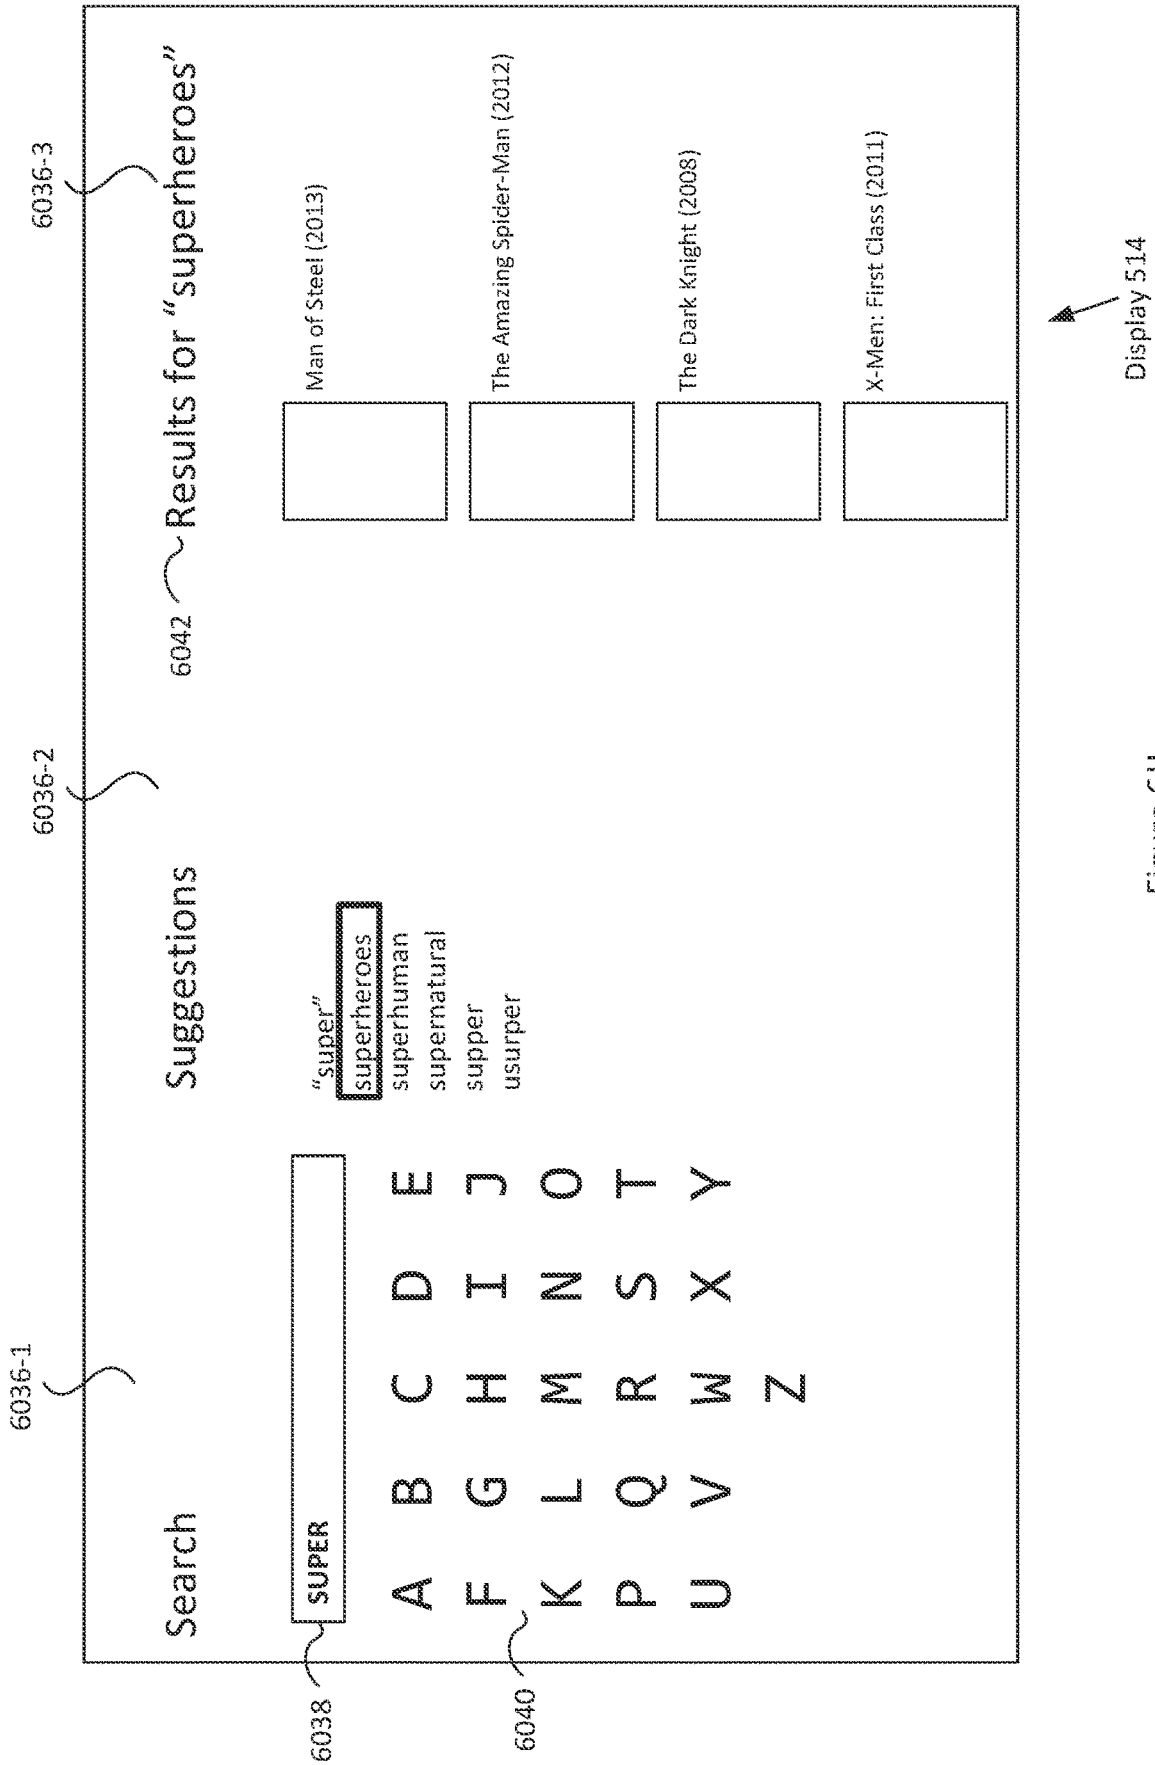 6036-1
6036-2
6036-3
Search
Suggestions
6042
Results for “superheroes”
6038
SUPER
“super”
superheroes
superhuman
supernatural
supper
usurper
6040
A B C D E
F G H I J
K L M N O
P Q R S T
U V W X Y
Z
Man of Steel (2013)
The Amazing Spider-Man (2012)
The Dark Knight (2008)
X-Men: First Class (2011)
Display 514